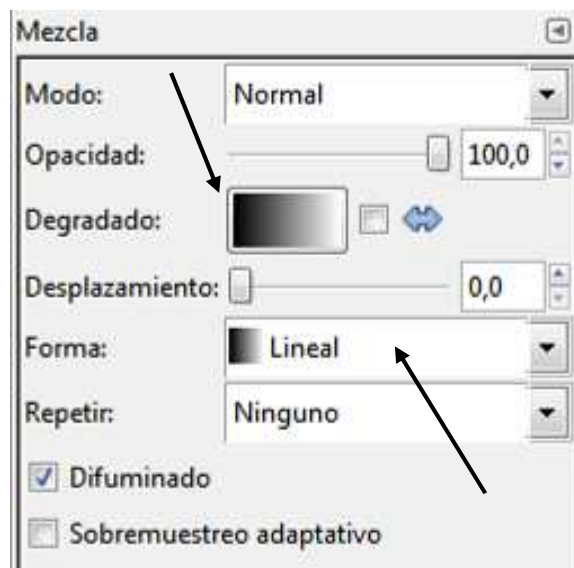 Mezcla
Modo: Normal
Opacidad: 100,0
Degradado:
Desplazamiento: 0,0
Forma: Lineal
Repetir: Ninguno
Difuminado
Sobremuestreo adaptativo